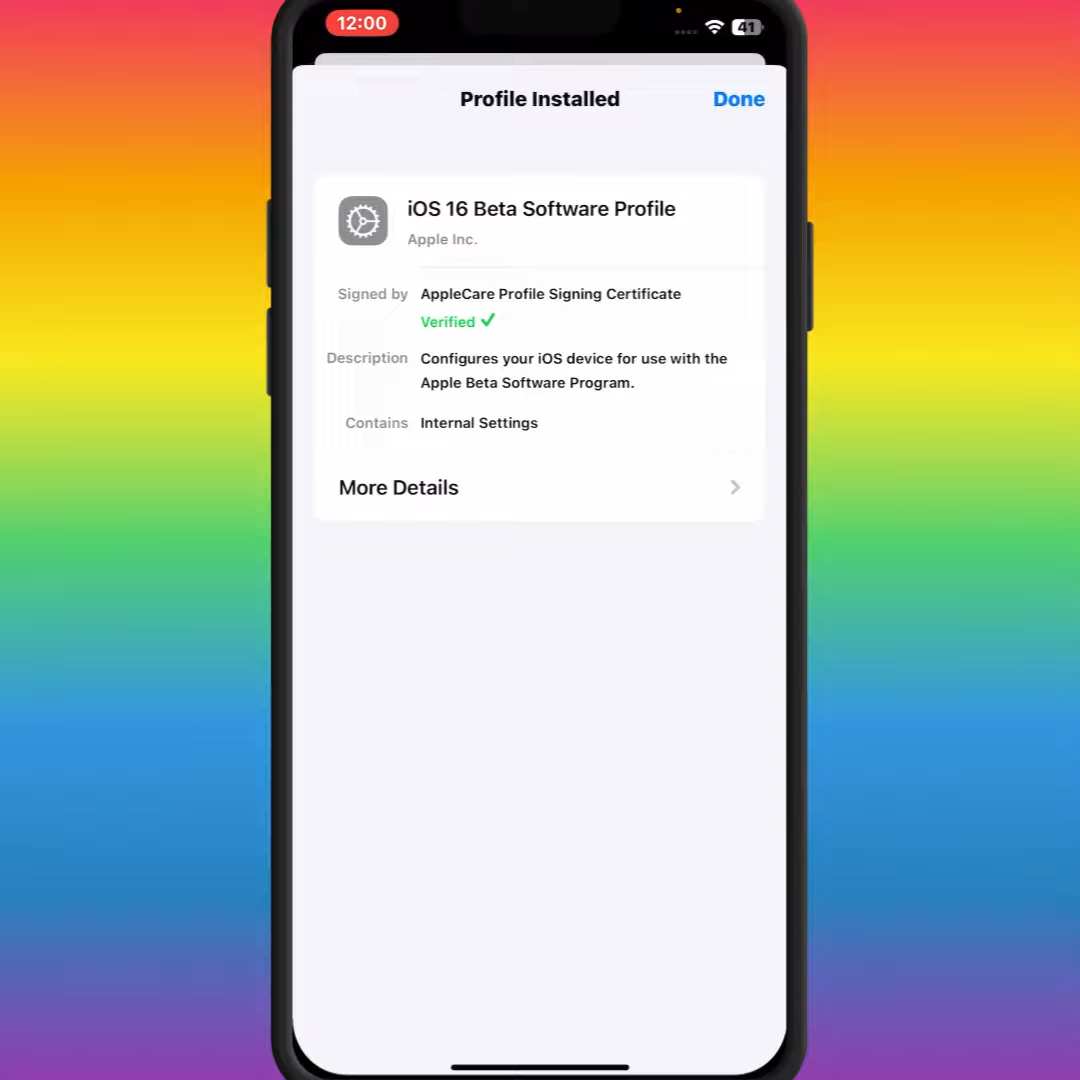 12:00
41
Profile Installed
Done
iOS 16 Beta Software Profile
Apple Inc.
Signed by AppleCare Profile Signing Certificate
Verified ✓
Description Configures your iOS device for use with the
Apple Beta Software Program.
Contains Internal Settings
More Details